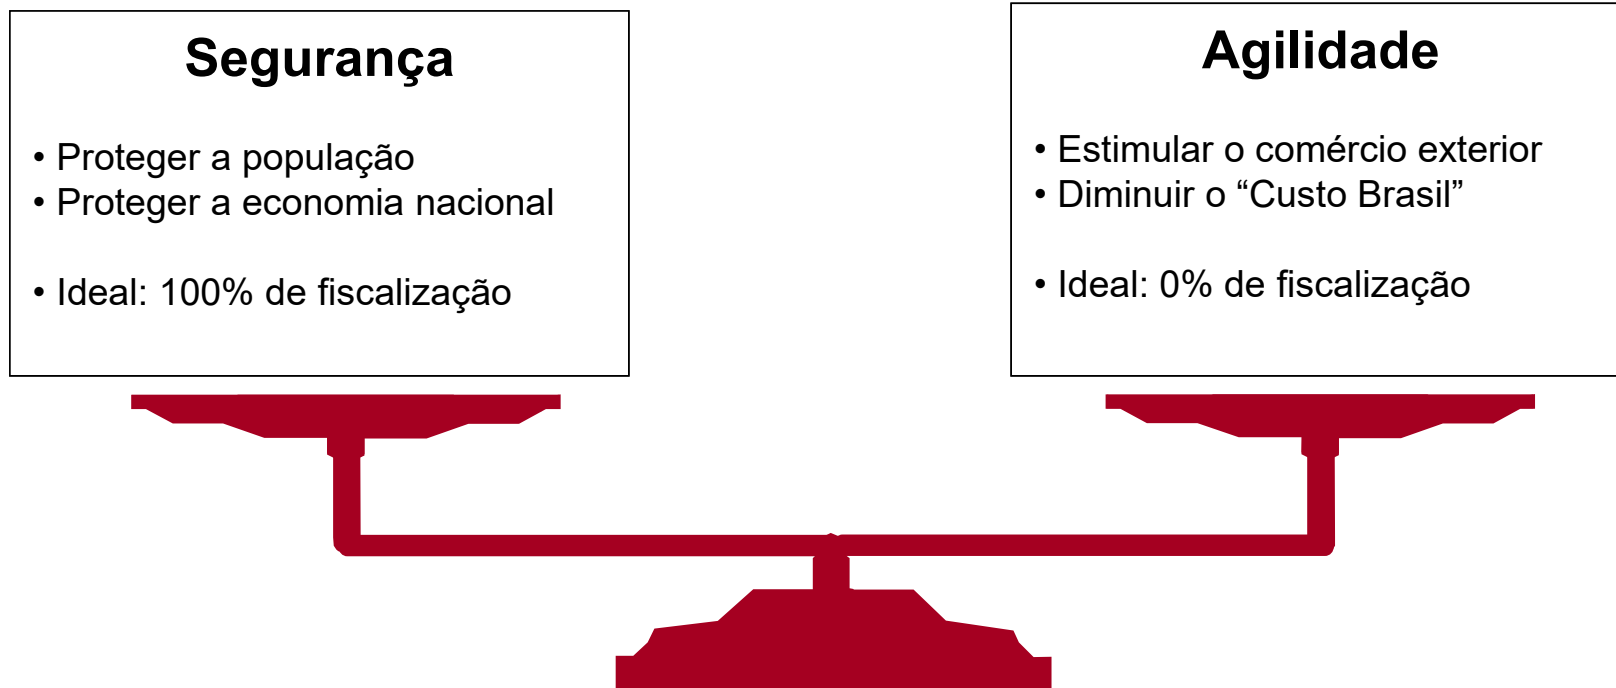 Segurança
• Proteger a população
• Proteger a economia nacional
• Ideal: 100% de fiscalização
Agilidade
• Estimular o comércio exterior
• Diminuir o “Custo Brasil”
• Ideal: 0% de fiscalização